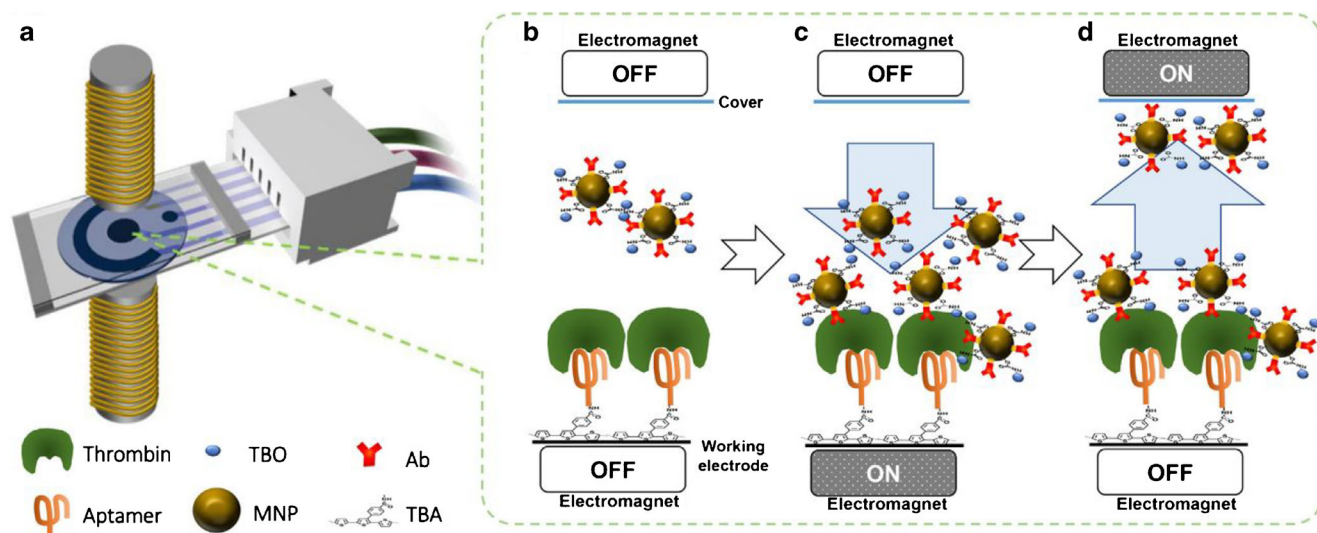 a
b
c
d
Electromagnet
OFF
Cover
Electromagnet
OFF
Electromagnet
ON
Working
electrode
OFF
Electromagnet
ON
Electromagnet
OFF
Electromagnet
Thrombin
TBO
Ab
Aptamer
MNP
TBA